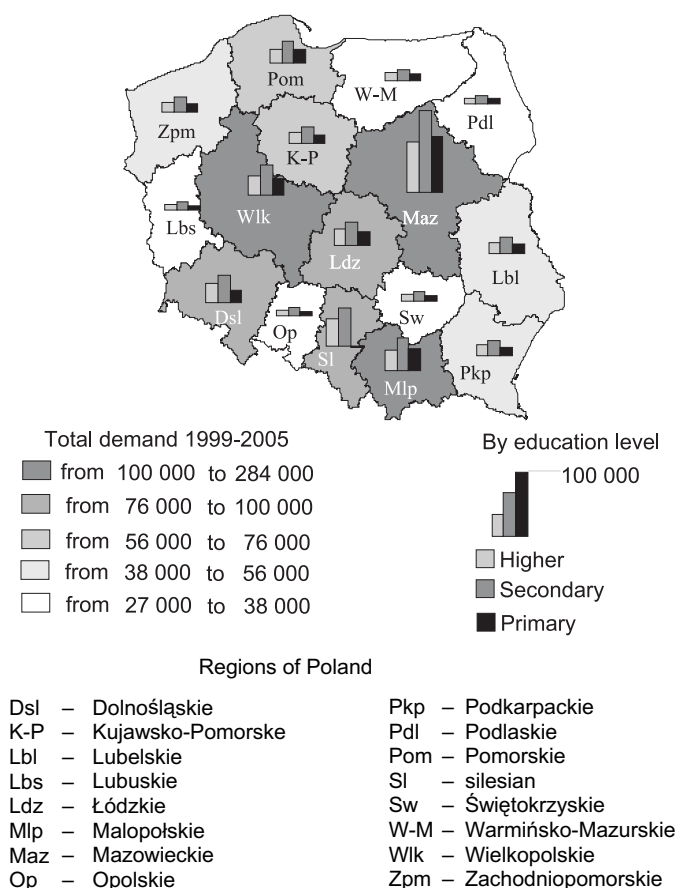 Pom
W-M
Pdl
Zpm
K-P
Wlk
Maz
Lbs
Ldz
Lbl
Dsl
Op
Sw
Sl
Mlp
Pkp
Total demand 1999-2005
from 100 000 to 284 000
from 76 000 to 100 000
from 56 000 to 76 000
from 38 000 to 56 000
from 27 000 to 38 000
By education level
100 000
Higher
Secondary
Primary
Regions of Poland
Dsl – Dolnośląskie
K-P – Kujawsko-Pomorske
Lbl – Lubelskie
Lbs – Lubuskie
Ldz – Łódzkie
Mlp – Malopołskie
Maz – Mazowieckie
Op – Opolskie
Pkp – Podkarpackie
Pdl – Podlaskie
Pom – Pomorskie
Sl – silesian
Sw – Świętokrzyskie
W-M – Warmińsko-Mazurskie
Wlk – Wielkopolskie
Zpm – Zachodniopomorskie